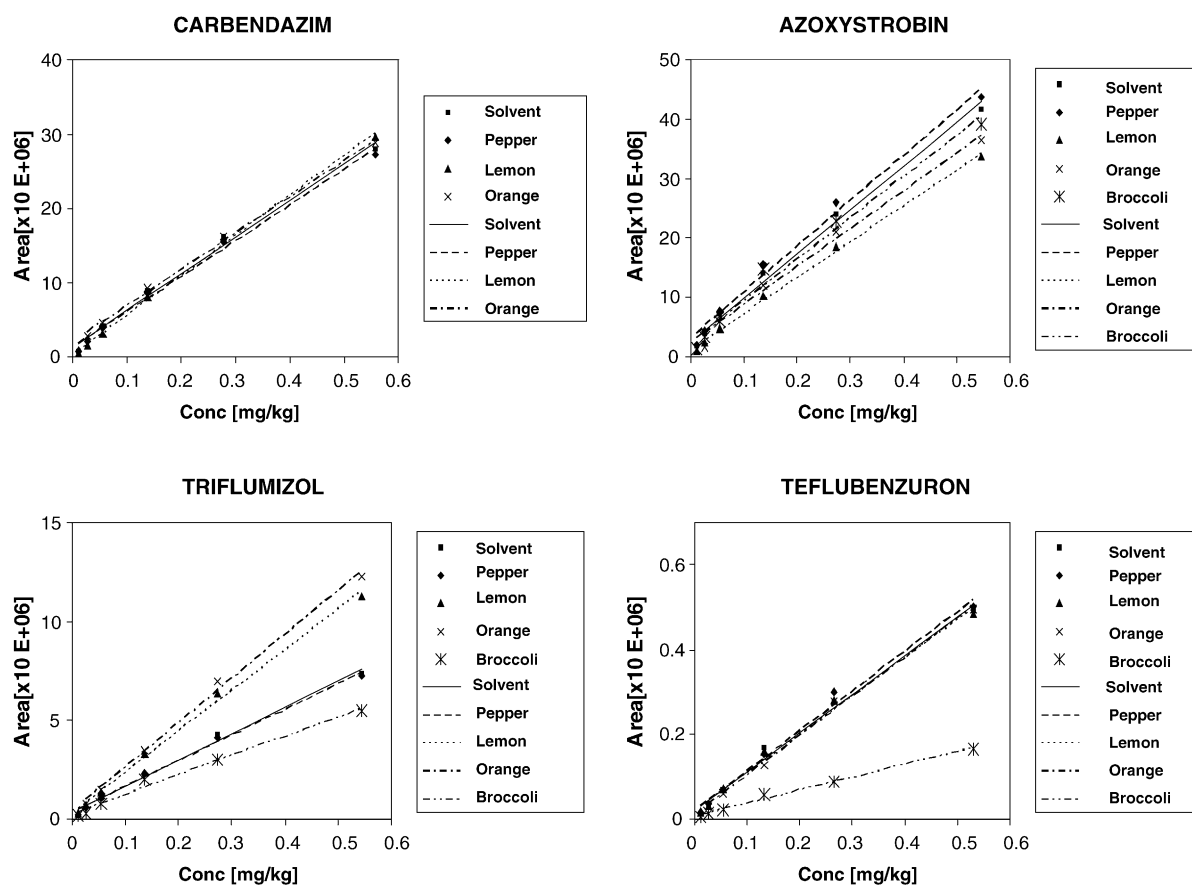 CARBENDAZIM
40
30
20
10
0
Area[x10 E+06]
0 0.1 0.2 0.3 0.4 0.5 0.6
Conc [mg/kg]
Solvent
Pepper
Lemon
Orange
Solvent
Pepper
Lemon
Orange
AZOXYSTROBIN
50
40
30
20
10
0
Area[x10 E+06]
0 0.1 0.2 0.3 0.4 0.5 0.6
Conc [mg/kg]
Solvent
Pepper
Lemon
Orange
Broccoli
Solvent
Pepper
Lemon
Orange
Broccoli
TRIFLUMIZOL
15
10
5
0
Area[x10 E+06]
0 0.1 0.2 0.3 0.4 0.5 0.6
Conc [mg/kg]
Solvent
Pepper
Lemon
Orange
Broccoli
Solvent
Pepper
Lemon
Orange
Broccoli
TEFLUBENZURON
0.6
0.4
0.2
0
Area[x10 E+06]
0 0.1 0.2 0.3 0.4 0.5 0.6
Conc [mg/kg]
Solvent
Pepper
Lemon
Orange
Broccoli
Solvent
Pepper
Lemon
Orange
Broccoli